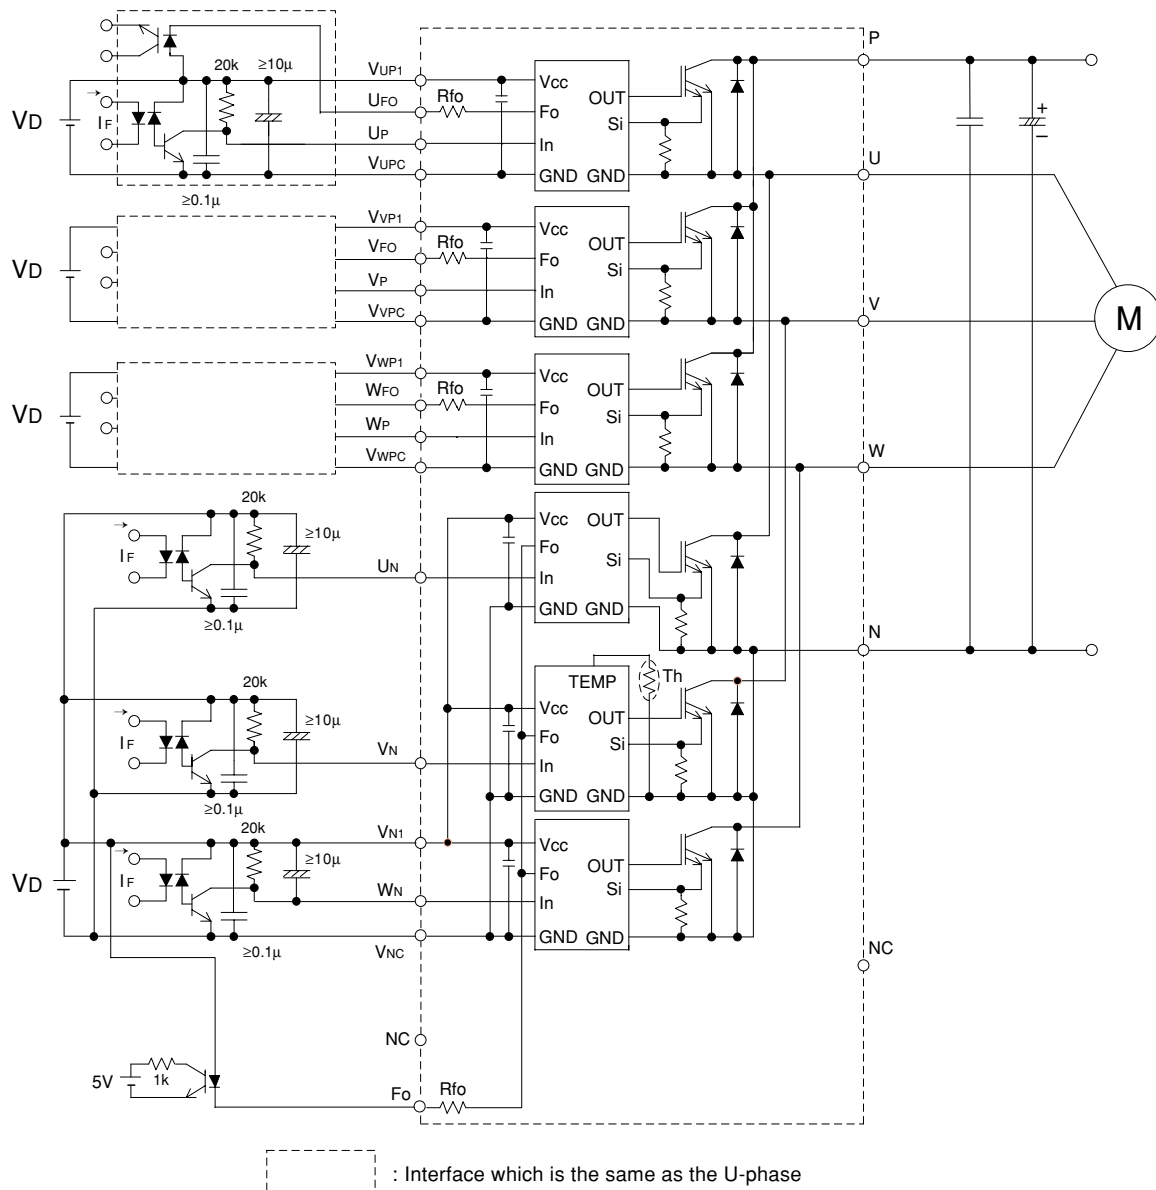 P
20k
≥10μ
VUP1
Vcc
OUT
UFO
Rfo
Fo
VD
IF
Si
UP
In
U
VUPC
GND GND
≥0.1μ
VVP1
Vcc
VFO
Rfo
OUT
Fo
VD
Si
VP
In
V
VVPC
GND GND
M
VWP1
Vcc
WFO
Rfo
OUT
Fo
VD
Si
WP
In
W
VWPC
GND GND
20k
≥10μ
Vcc OUT
IF
Fo
Si
UN
In
GND GND
≥0.1μ
N
TEMP
Th
20k
≥10μ
Vcc
OUT
IF
Fo
VN
Si
In
GND GND
≥0.1μ
20k
VN1
Vcc
≥10μ
OUT
VD
IF
Fo
Si
WN
In
GND GND
≥0.1μ
VNC
NC
NC
5V
1k
Fo
Rfo
+
–
: Interface which is the same as the U-phase